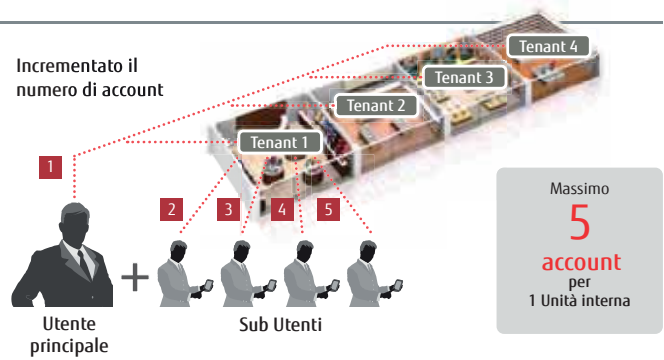 Incrementato il
numero di account
Tenant 4
Tenant 3
Tenant 2
Tenant 1
1
2
3
4
5
Massimo
5
account
per
1 Unità interna
Utente
principale
Sub Utenti